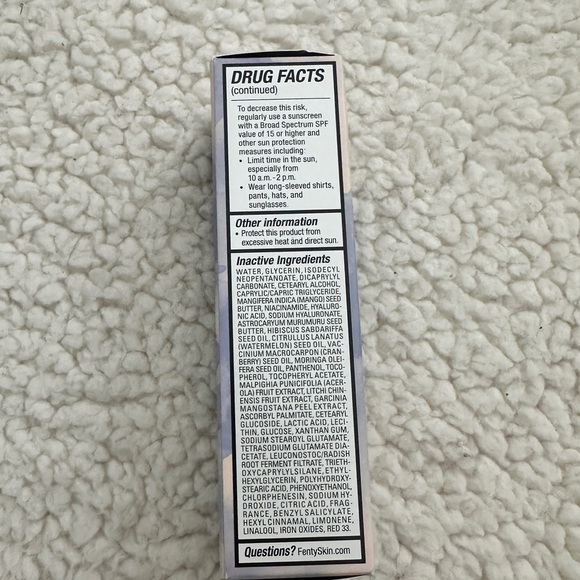 DRUG FACTS
(continued)
To decrease this risk,
regularly use a sunscreen
with a Broad Spectrum SPF
value of 15 or higher and
other sun protection
measures including:
• Limit time in the sun,
especially from
10 a.m. - 2 p.m.
• Wear long-sleeved shirts,
pants, hats, and
sunglasses.
Other information
• Protect this product from
excessive heat and direct sun.
Inactive Ingredients
WATER, GLYCERIN, ISODECYL
NEOPENTANOATE, DICAPRYLYL
CARBONATE, CETEARYL ALCOHOL,
CAPRYLIC/CAPRIC TRIGLYCERIDE,
MANGIFERA INDICA (MANGO) SEED
BUTTER, NIACINAMIDE, HYALURO-
NIC ACID, SODIUM HYALURONATE,
ASTROCARYUM MURUMURU SEED
BUTTER, HIBISCUS SABDARIFFA
SEED OIL, CITRULLUS LANATUS
(WATERMELON) SEED OIL, VAC-
CINIUM MACROCARPON (CRAN-
BERRY) SEED OIL, MORINGA OLEI-
FERA SEED OIL, PANTHENOL, TOCO-
PHEROL, TOCOPHERYL ACETATE,
MALPIGHIA PUNICIFOLIA (ACER-
OLA) FRUIT EXTRACT, LITCHI CHIN-
ENSIS FRUIT EXTRACT, GARCINIA
MANGOSTANA PEEL EXTRACT,
ASCORBYL PALMITATE, CETEARYL
GLUCOSIDE, LACTIC ACID, LECI-
THIN, GLUCOSE, XANTHAN GUM,
SODIUM STEAROYL GLUTAMATE,
TETRASODIUM GLUTAMATE DIA-
CETATE, LEUCONOSTOC/RADISH
ROOT FERMENT FILTRATE, TRIETH-
OXYCAPRYLYLSILANE, ETHYL-
HEXYLGLYCERIN, POLYHYDROXY-
STEARIC ACID, PHENOXYETHANOL,
CHLORPHENESIN, SODIUM HY-
DROXIDE, CITRIC ACID, FRAG-
RANCE, BENZYL SALICYLATE,
HEXYL CINNAMAL, LIMONENE,
LINALOOL, IRON OXIDES, RED 33.
Questions? FentySkin.com